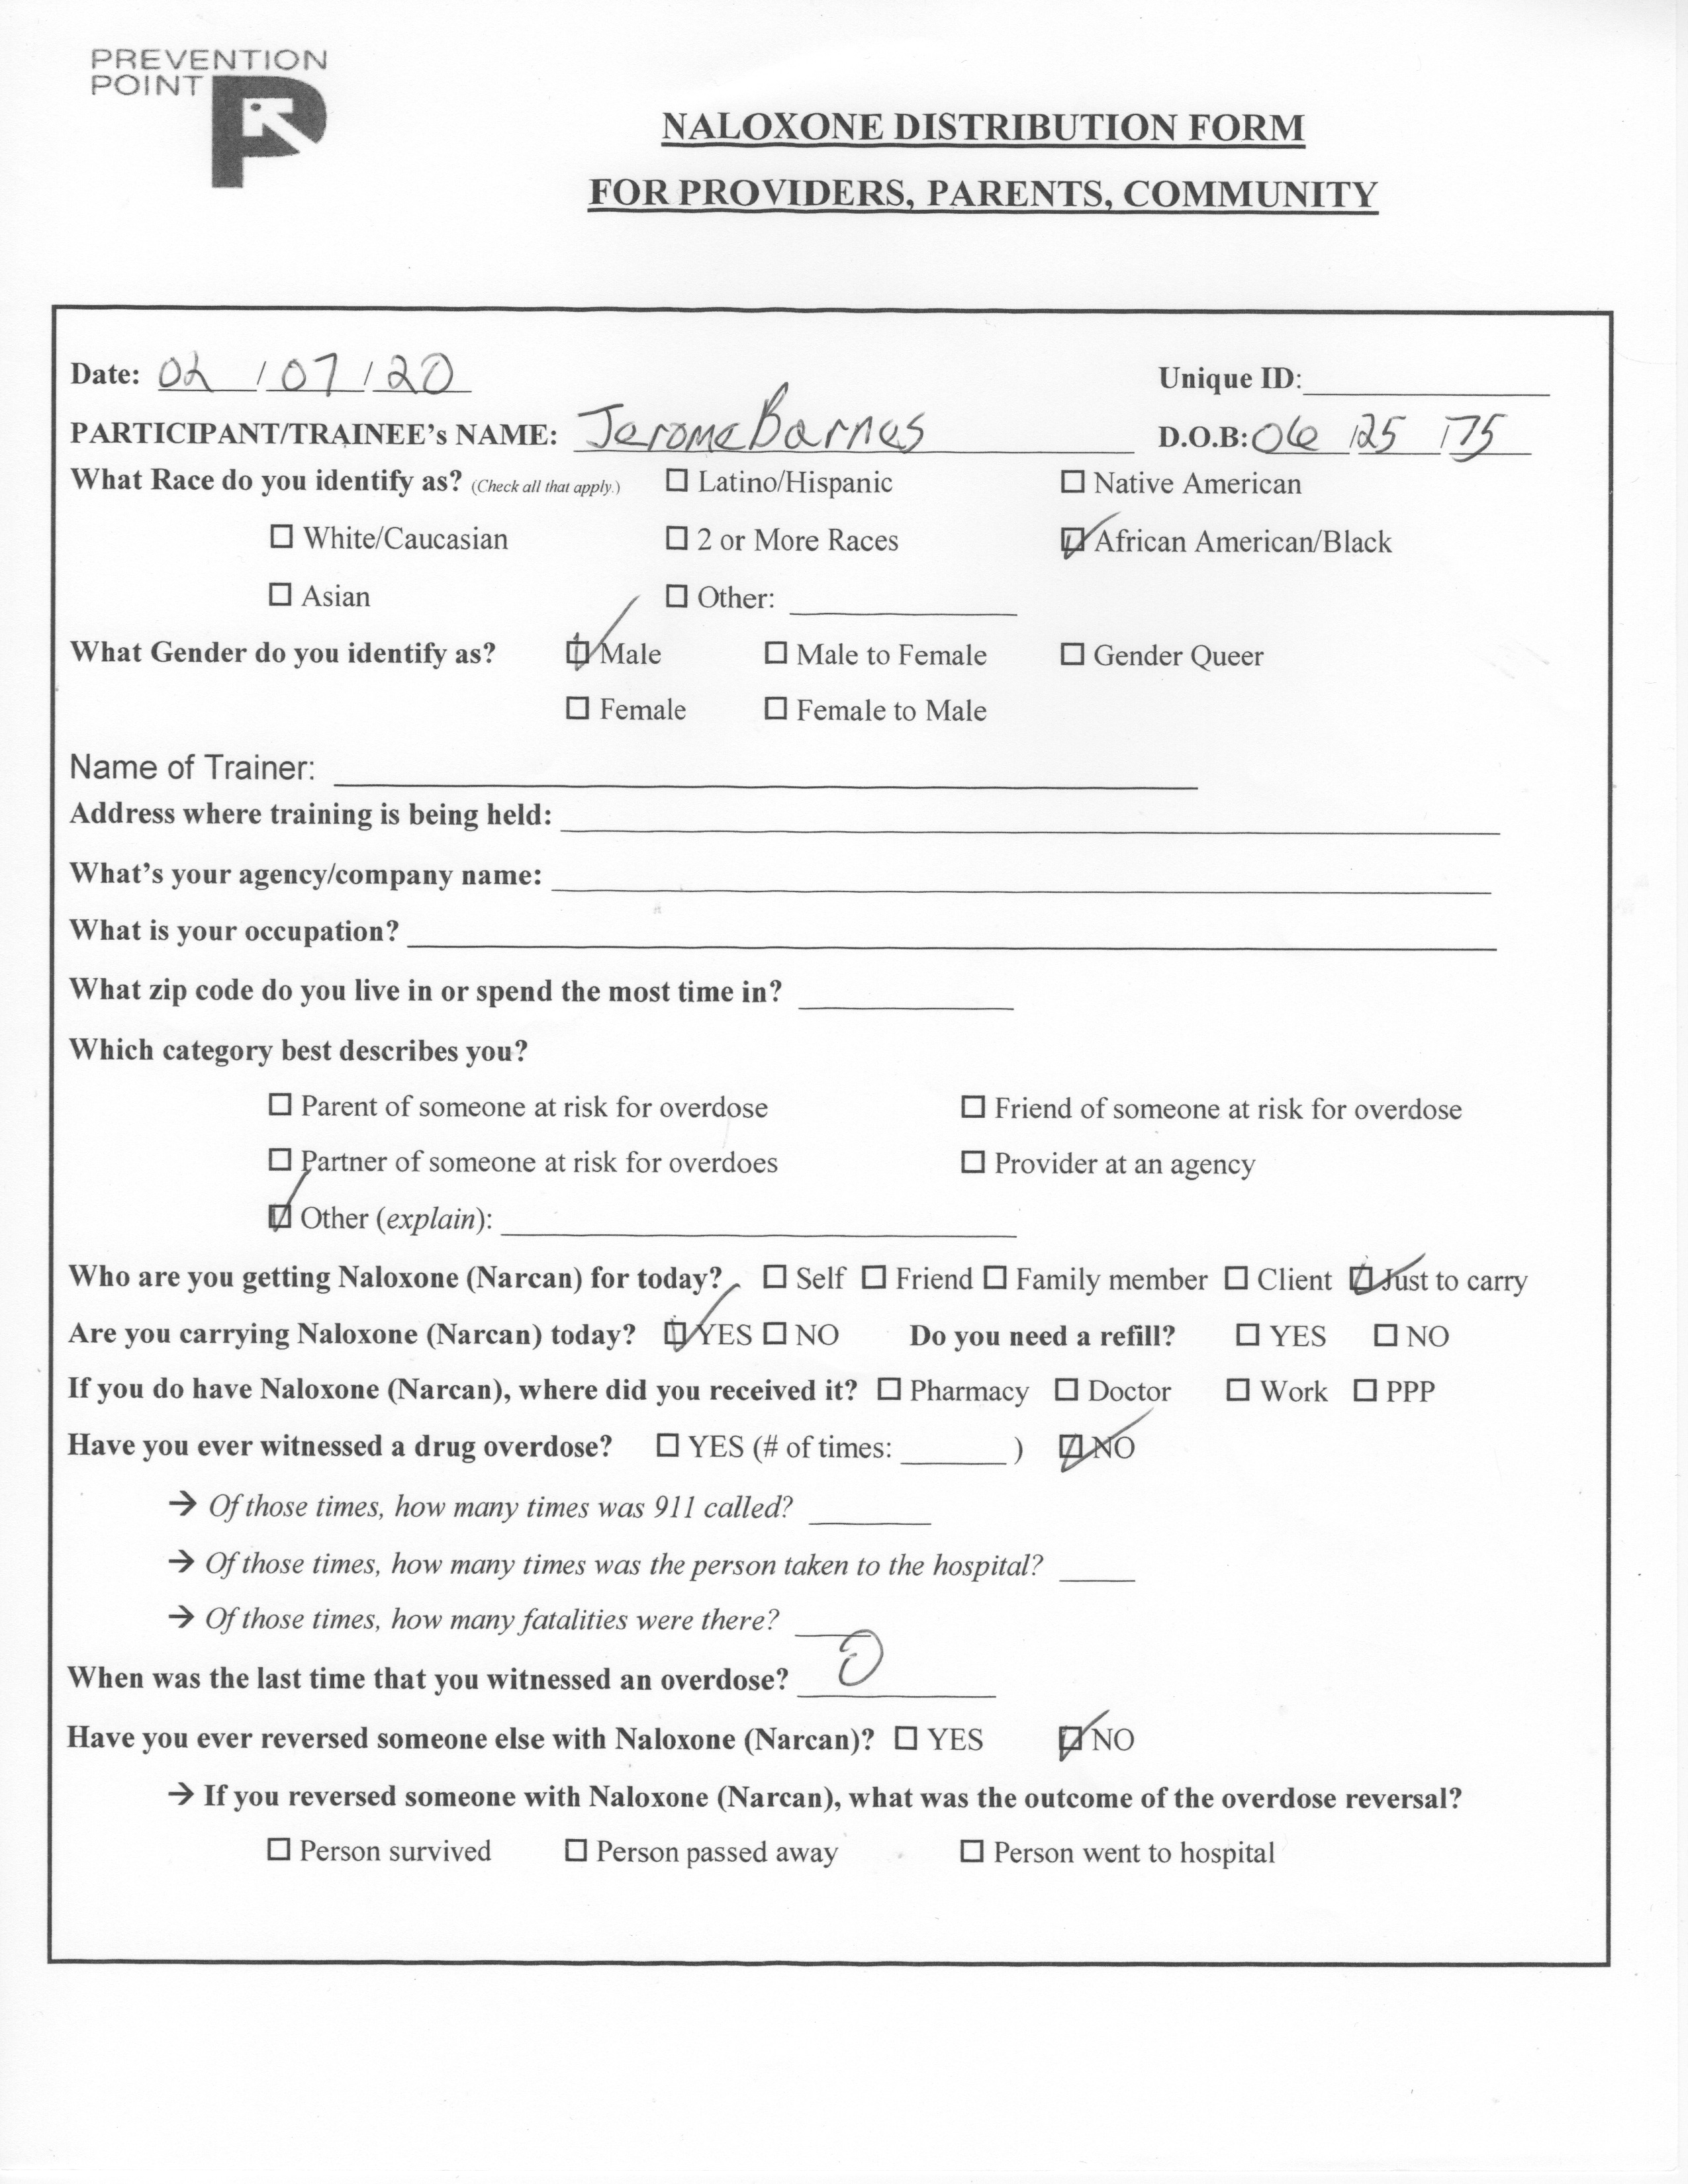 PREVENTION
POINT
NALOXONE DISTRIBUTION FORM
FOR PROVIDERS, PARENTS, COMMUNITY
Date: 02 / 07 / 20 Unique ID:
PARTICIPANT/TRAINEE's NAME: Jerome Barnes D.O.B: 06 / 25 / 75
What Race do you identify as? (Check all that apply.) ☐ Latino/Hispanic ☐ Native American
☐ White/Caucasian ☐ 2 or More Races ☑ African American/Black
☐ Asian ☐ Other:
What Gender do you identify as? ☑ Male ☐ Male to Female ☐ Gender Queer
☐ Female ☐ Female to Male
Name of Trainer:
Address where training is being held:
What's your agency/company name:
What is your occupation?
What zip code do you live in or spend the most time in?
Which category best describes you?
☐ Parent of someone at risk for overdose ☐ Friend of someone at risk for overdose
☐ Partner of someone at risk for overdoes ☐ Provider at an agency
☑ Other (explain):
Who are you getting Naloxone (Narcan) for today? ☐ Self ☐ Friend ☐ Family member ☐ Client ☑ Just to carry
Are you carrying Naloxone (Narcan) today? ☑ YES ☐ NO Do you need a refill? ☐ YES ☐ NO
If you do have Naloxone (Narcan), where did you received it? ☐ Pharmacy ☐ Doctor ☐ Work ☐ PPP
Have you ever witnessed a drug overdose? ☐ YES (# of times: ) ☑ NO
→ Of those times, how many times was 911 called?
→ Of those times, how many times was the person taken to the hospital?
→ Of those times, how many fatalities were there?
When was the last time that you witnessed an overdose? 0
Have you ever reversed someone else with Naloxone (Narcan)? ☐ YES ☑ NO
→ If you reversed someone with Naloxone (Narcan), what was the outcome of the overdose reversal?
☐ Person survived ☐ Person passed away ☐ Person went to hospital